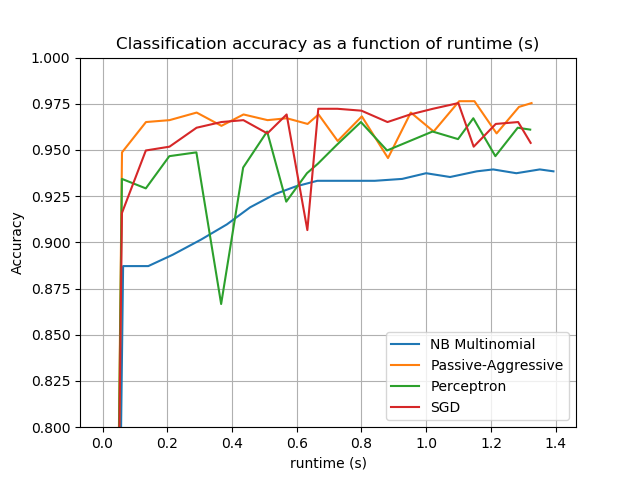 Classification accuracy as a function of runtime (s)
1.000
0.975
0.950
0.925
0.900
0.875
0.850
0.825
0.800
Accuracy
NB Multinomial
Passive-Aggressive
Perceptron
SGD
0.0 0.2 0.4 0.6 0.8 1.0 1.2 1.4
runtime (s)